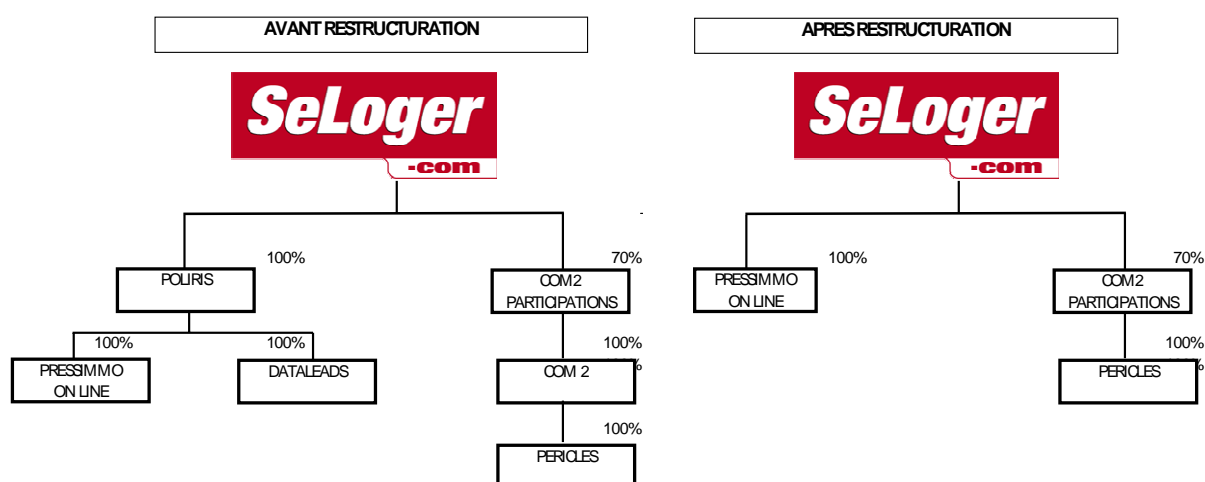 AVANT RESTRUCTURATION
SeLoger
-com
100%
70%
POLIRIS
COM2
PARTICIPATIONS
100%
100%
100%
PRESSIMMO
ON LINE
DATALEADS
COM 2
100%
PERICLES
APRES RESTRUCTURATION
SeLoger
-com
100%
70%
PRESSIMMO
ON LINE
COM2
PARTICIPATIONS
100%
PERICLES